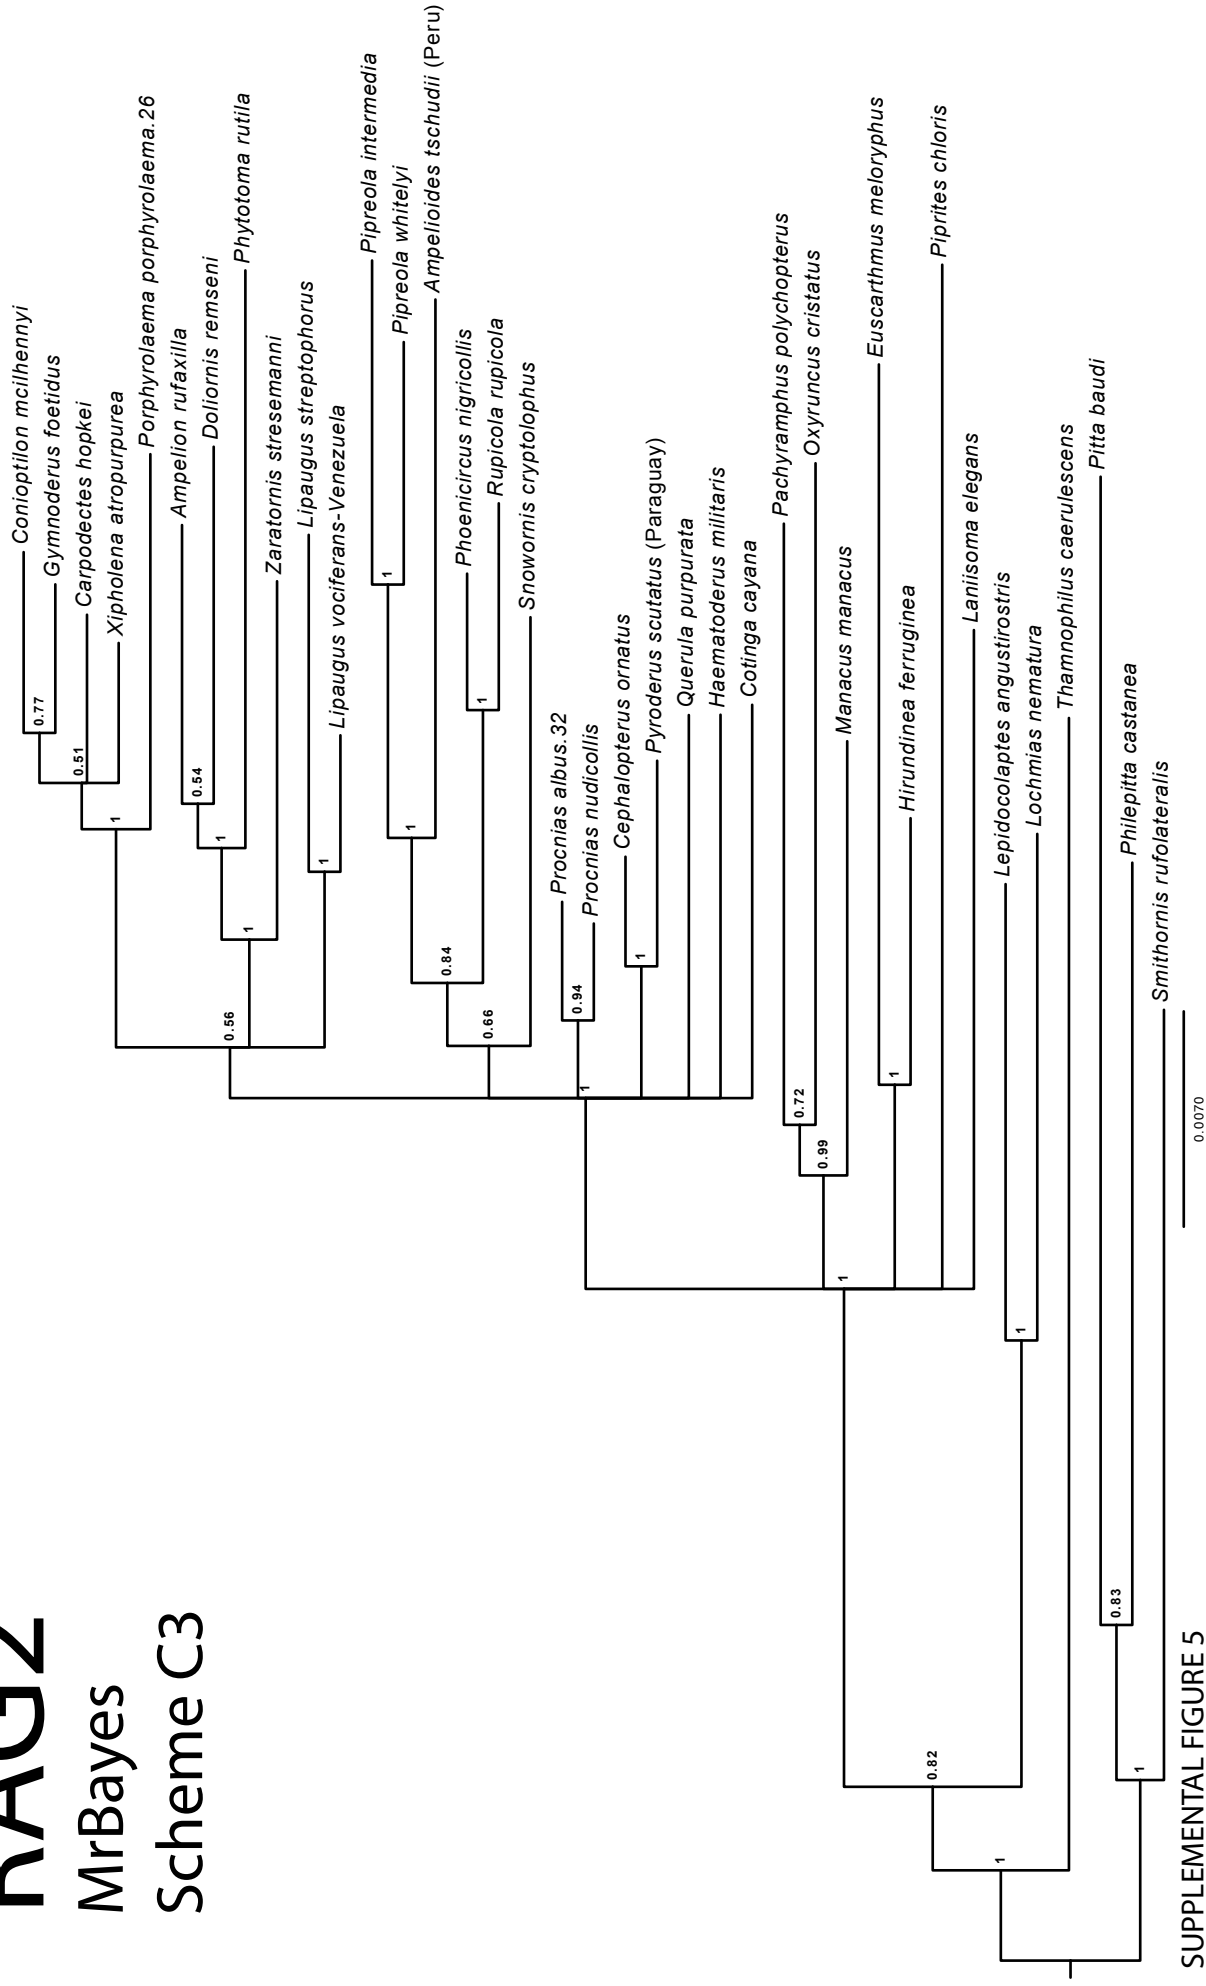 RAG2
MrBayes
Scheme C3
Conioptilon mcilhennyi
0.77
Gymnoderus foetidus
0.51
Carpodectes hopkei
1
Xipholena atropurpurea
Porphyrolaema porphyrolaema.26
Ampelion rufaxilla
0.54
Doliornis remseni
1
Phytotoma rutila
0.56
1
Zaratornis stresemanni
Lipaugus streptophorus
1
Lipaugus vociferans-Venezuela
Pipreola intermedia
1
Pipreola whitelyi
1
Ampelioides tschudii (Peru)
0.84
Phoenicircus nigricollis
1
Rupicola rupicola
0.66
Snowornis cryptolophus
Procnias albus.32
0.94
1
Procnias nudicollis
Cephalopterus ornatus
1
Pyroderus scutatus (Paraguay)
Querula purpurata
Haematoderus militaris
Cotinga cayana
Pachyramphus polychopterus
0.72
Oxyruncus cristatus
0.99
Manacus manacus
1
Euscarthmus meloryphus
1
Hirundinea ferruginea
Piprites chloris
0.82
Laniisoma elegans
Lepidocolaptes angustirostris
1
1
Lochmias nematura
Thamnophilus caerulescens
Pitta baudi
0.83
Philepitta castanea
1
Smithornis rufolateralis
0.0070
SUPPLEMENTAL FIGURE 5